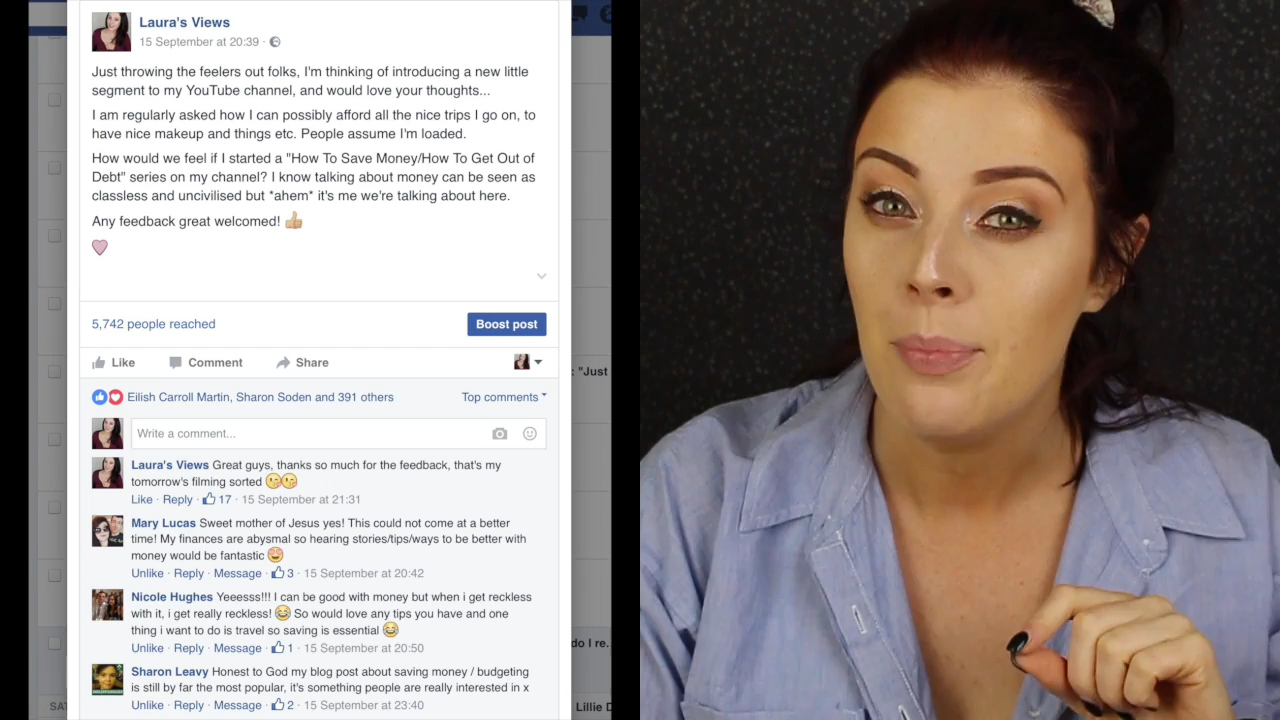 Laura's Views
15 September at 20:39 ·
Just throwing the feelers out folks, I'm thinking of introducing a new little
segment to my YouTube channel, and would love your thoughts...
I am regularly asked how I can possibly afford all the nice trips I go on, to
have nice makeup and things etc. People assume I'm loaded.
How would we feel if I started a "How To Save Money/How To Get Out of
Debt" series on my channel? I know talking about money can be seen as
classless and uncivilised but *ahem* it's me we're talking about here.
Any feedback great welcomed! 👍🏼
5,742 people reached
Boost post
Like Comment Share
: "Just
Eilish Carroll Martin, Sharon Soden and 391 others
Top comments
Write a comment...
Laura's Views Great guys, thanks so much for the feedback, that's my
tomorrow's filming sorted 😘😘
Like · Reply · 17 · 15 September at 21:31
Mary Lucas Sweet mother of Jesus yes! This could not come at a better
time! My finances are abysmal so hearing stories/tips/ways to be better with
money would be fantastic 😍
Unlike · Reply · Message · 3 · 15 September at 20:42
Nicole Hughes Yeeesss!!! I can be good with money but when i get reckless
with it, i get really reckless! 😂 So would love any tips you have and one
thing i want to do is travel so saving is essential 😂
Unlike · Reply · Message · 1 · 15 September at 20:50
do I re..
Sharon Leavy Honest to God my blog post about saving money / budgeting
is still by far the most popular, it's something people are really interested in x
Unlike · Reply · Message · 2 · 15 September at 23:40
SAT
Lillie D